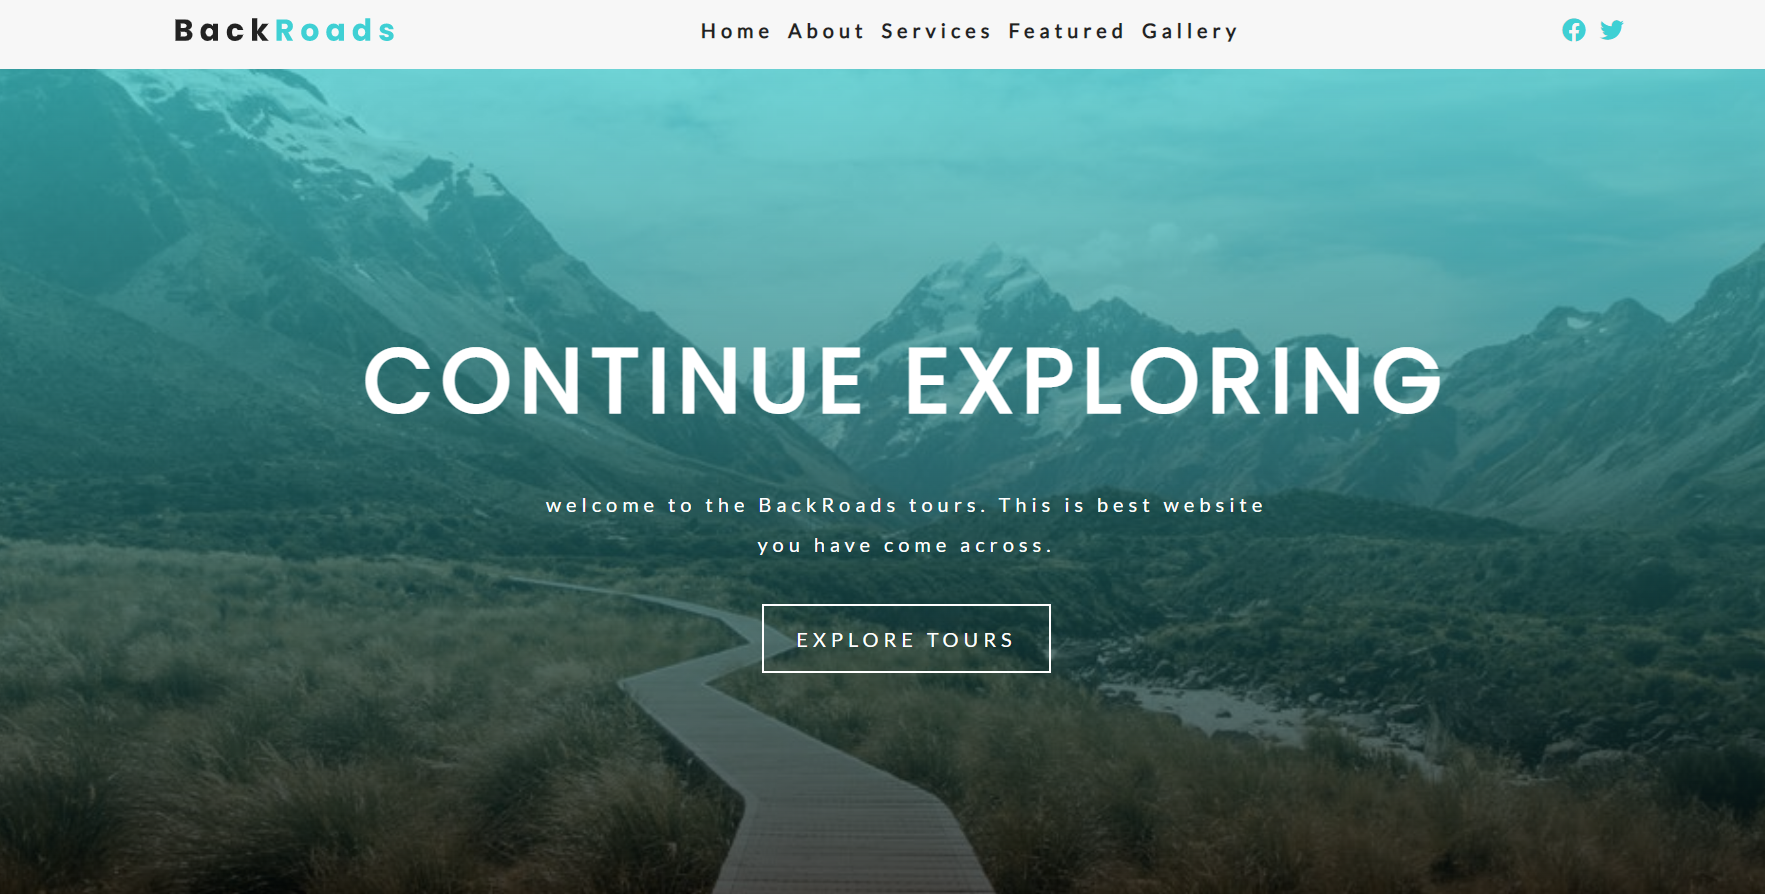 BackRoads
Home About Services Featured Gallery
CONTINUE EXPLORING
welcome to the BackRoads tours. This is best website
you have come across.
EXPLORE TOURS